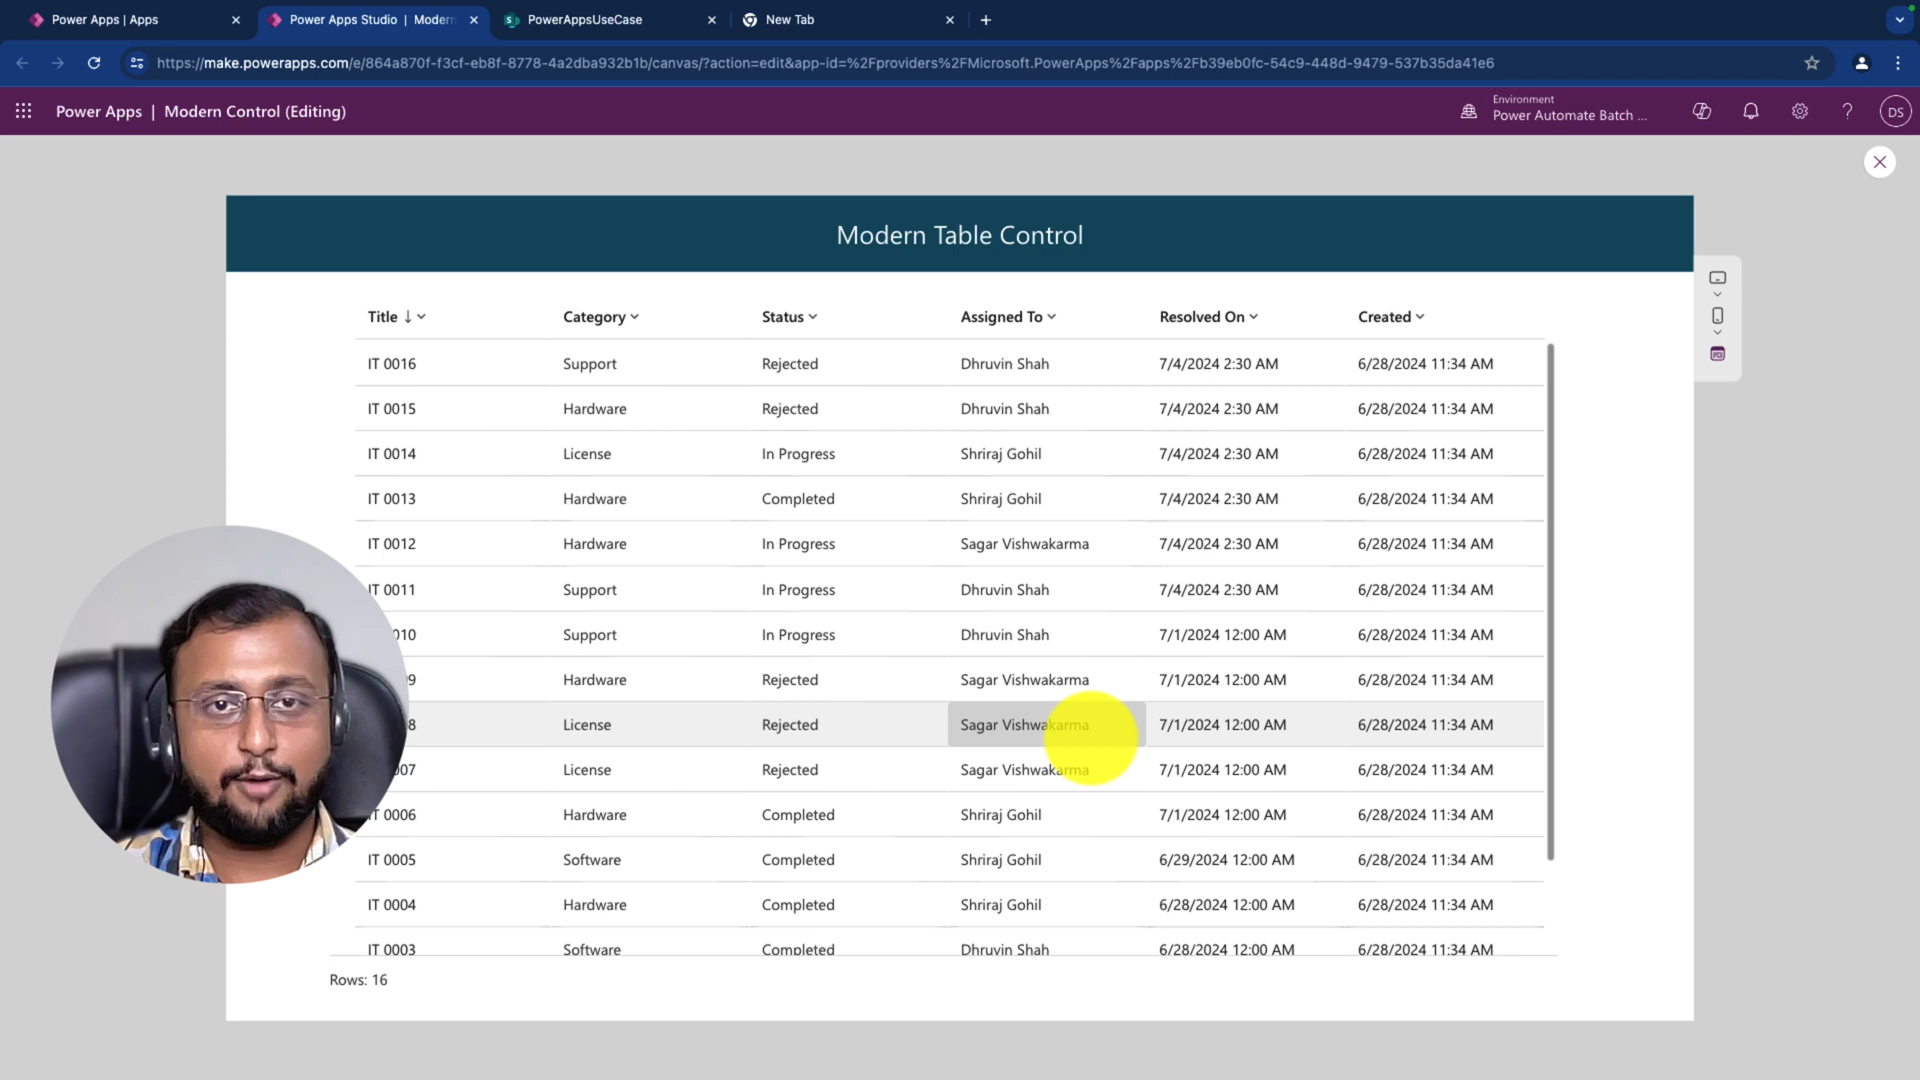 Power Apps | Apps
Power Apps Studio | Modern
PowerAppsUseCase
New Tab
https://make.powerapps.com/e/864a870f-f3cf-eb8f-8778-4a2dba932b1b/canvas/?action=edit&app-id=%2Fproviders%2FMicrosoft.PowerApps%2Fapps%2Fb39eb0fc-54c9-448d-9479-537b35da41e6
Power Apps | Modern Control (Editing)
Environment
Power Automate Batch ...
DS
Modern Table Control
Title Category Status Assigned To Resolved On Created
IT 0016 Support Rejected Dhruvin Shah 7/4/2024 2:30 AM 6/28/2024 11:34 AM
IT 0015 Hardware Rejected Dhruvin Shah 7/4/2024 2:30 AM 6/28/2024 11:34 AM
IT 0014 License In Progress Shriraj Gohil 7/4/2024 2:30 AM 6/28/2024 11:34 AM
IT 0013 Hardware Completed Shriraj Gohil 7/4/2024 2:30 AM 6/28/2024 11:34 AM
IT 0012 Hardware In Progress Sagar Vishwakarma 7/4/2024 2:30 AM 6/28/2024 11:34 AM
IT 0011 Support In Progress Dhruvin Shah 7/4/2024 2:30 AM 6/28/2024 11:34 AM
010 Support In Progress Dhruvin Shah 7/1/2024 12:00 AM 6/28/2024 11:34 AM
9 Hardware Rejected Sagar Vishwakarma 7/1/2024 12:00 AM 6/28/2024 11:34 AM
8 License Rejected Sagar Vishwakarma 7/1/2024 12:00 AM 6/28/2024 11:34 AM
07 License Rejected Sagar Vishwakarma 7/1/2024 12:00 AM 6/28/2024 11:34 AM
IT 0006 Hardware Completed Shriraj Gohil 7/1/2024 12:00 AM 6/28/2024 11:34 AM
IT 0005 Software Completed Shriraj Gohil 6/29/2024 12:00 AM 6/28/2024 11:34 AM
IT 0004 Hardware Completed Shriraj Gohil 6/28/2024 12:00 AM 6/28/2024 11:34 AM
IT 0003 Software Completed Dhruvin Shah 6/28/2024 12:00 AM 6/28/2024 11:34 AM
Rows: 16